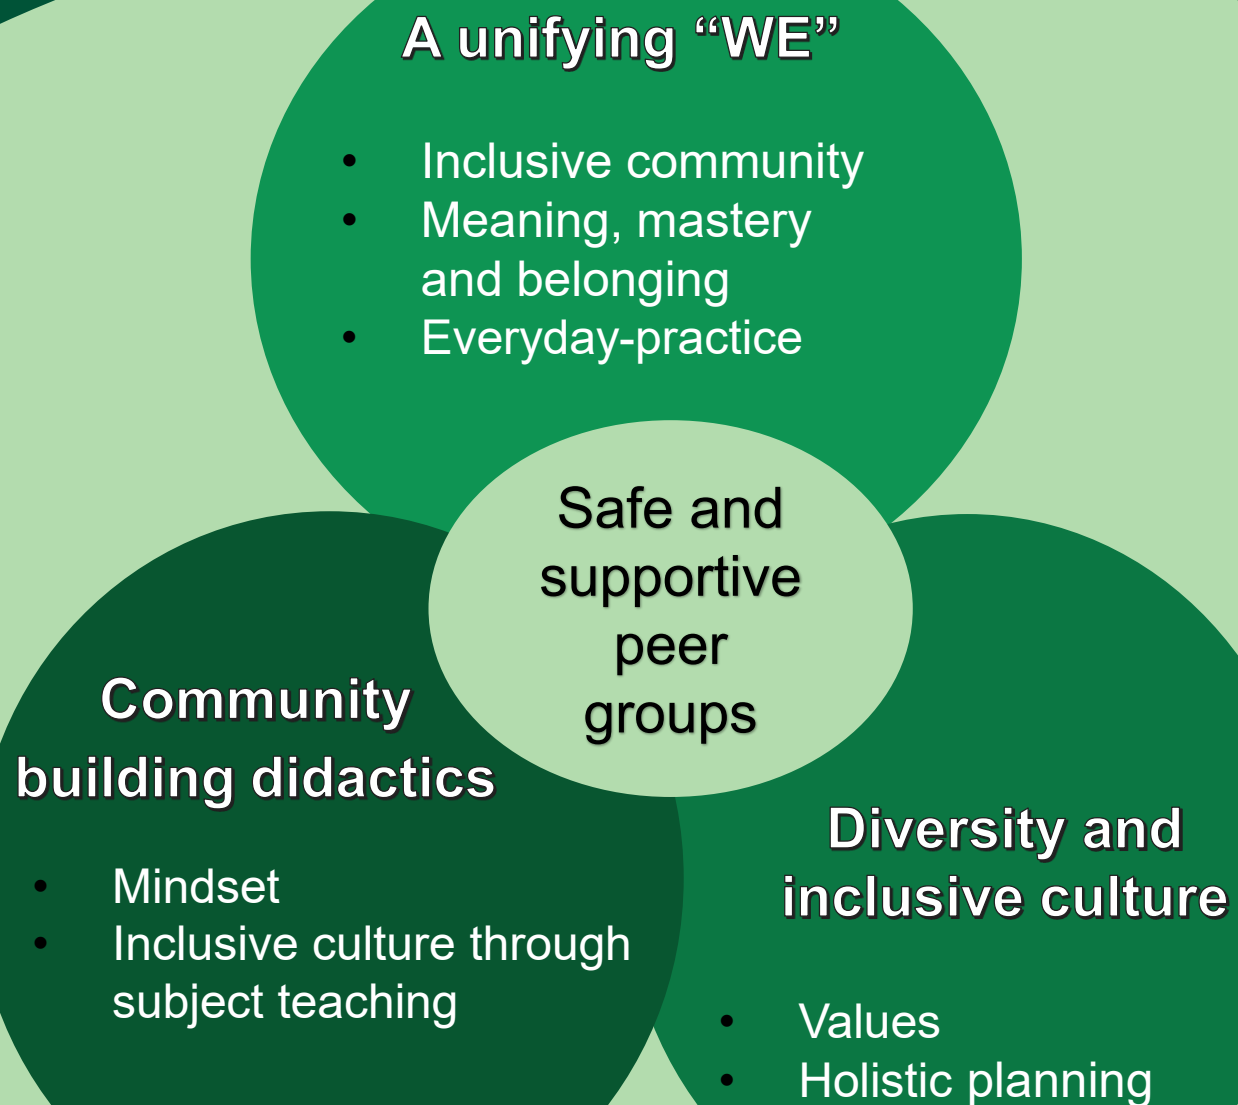 A unifying “WE”
• Inclusive community
• Meaning, mastery
and belonging
• Everyday-practice
Safe and
supportive
peer
groups
Community
building didactics
• Mindset
• Inclusive culture through
subject teaching
Diversity and
inclusive culture
• Values
• Holistic planning